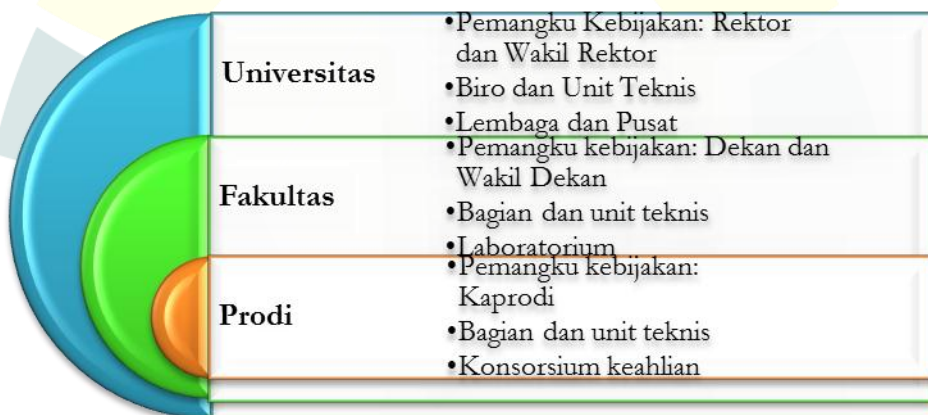 Universitas
•Pemangku Kebijakan: Rektor
dan Wakil Rektor
•Biro dan Unit Teknis
•Lembaga dan Pusat
Fakultas
•Pemangku kebijakan: Dekan dan
Wakil Dekan
•Bagian dan unit teknis
•Laboratorium
Prodi
•Pemangku kebijakan:
Kaprodi
•Bagian dan unit teknis
•Konsorsium keahlian